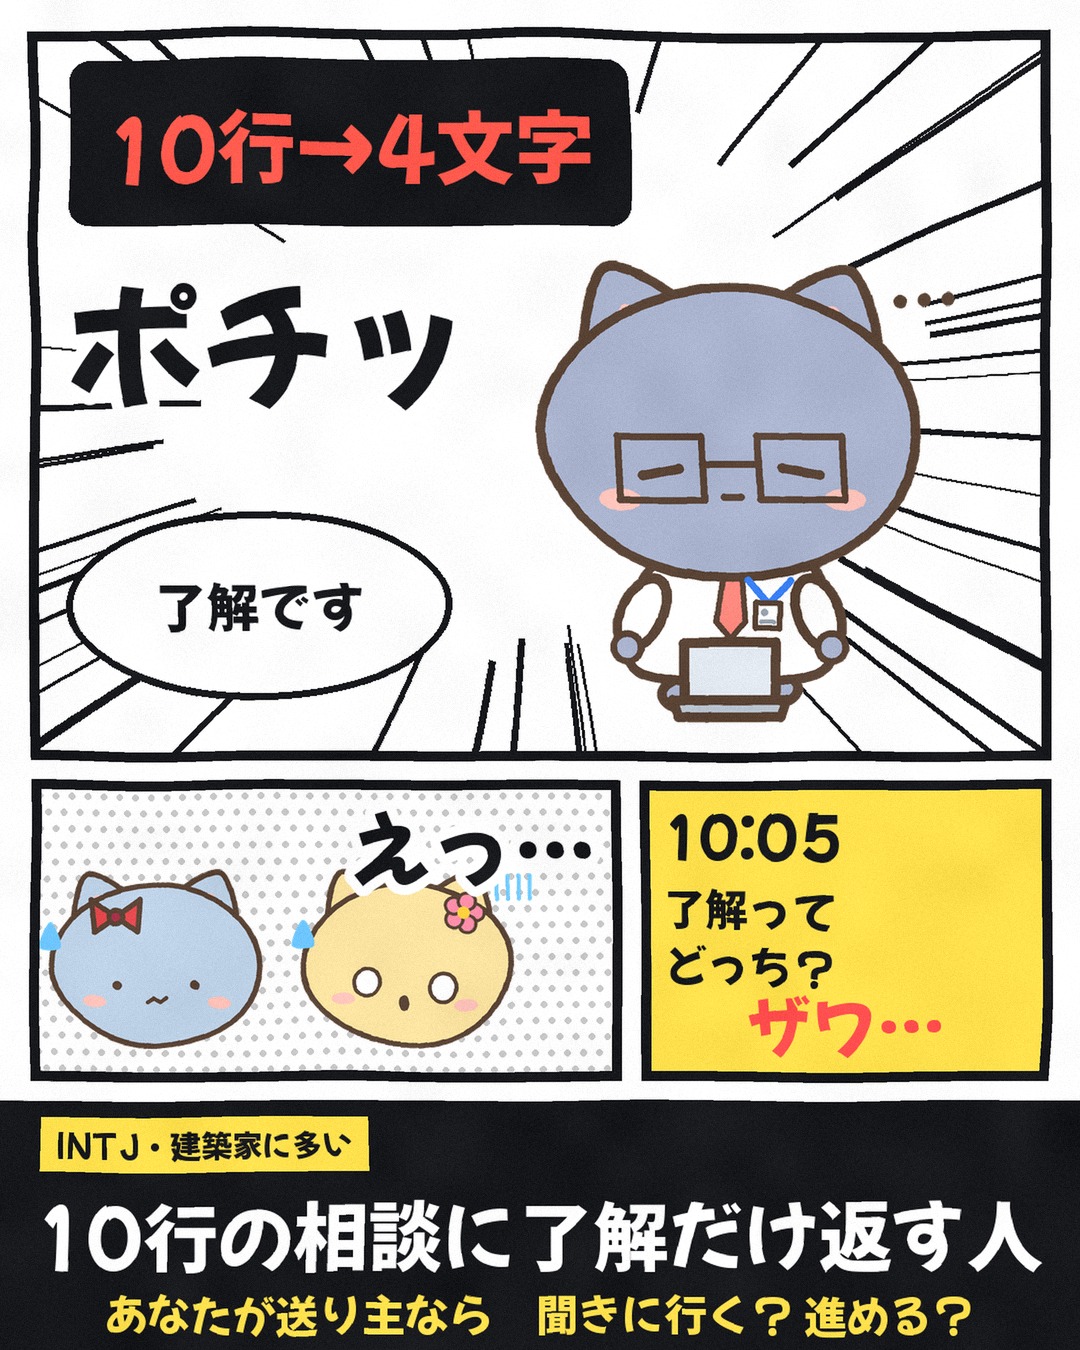 10行→4文字
ポチッ
…
了解です
えっ…
10:05
了解って
どっち？
ザワ…
INTJ・建築家に多い
10行の相談に了解だけ返す人
あなたが送り主なら　聞きに行く？ 進める？